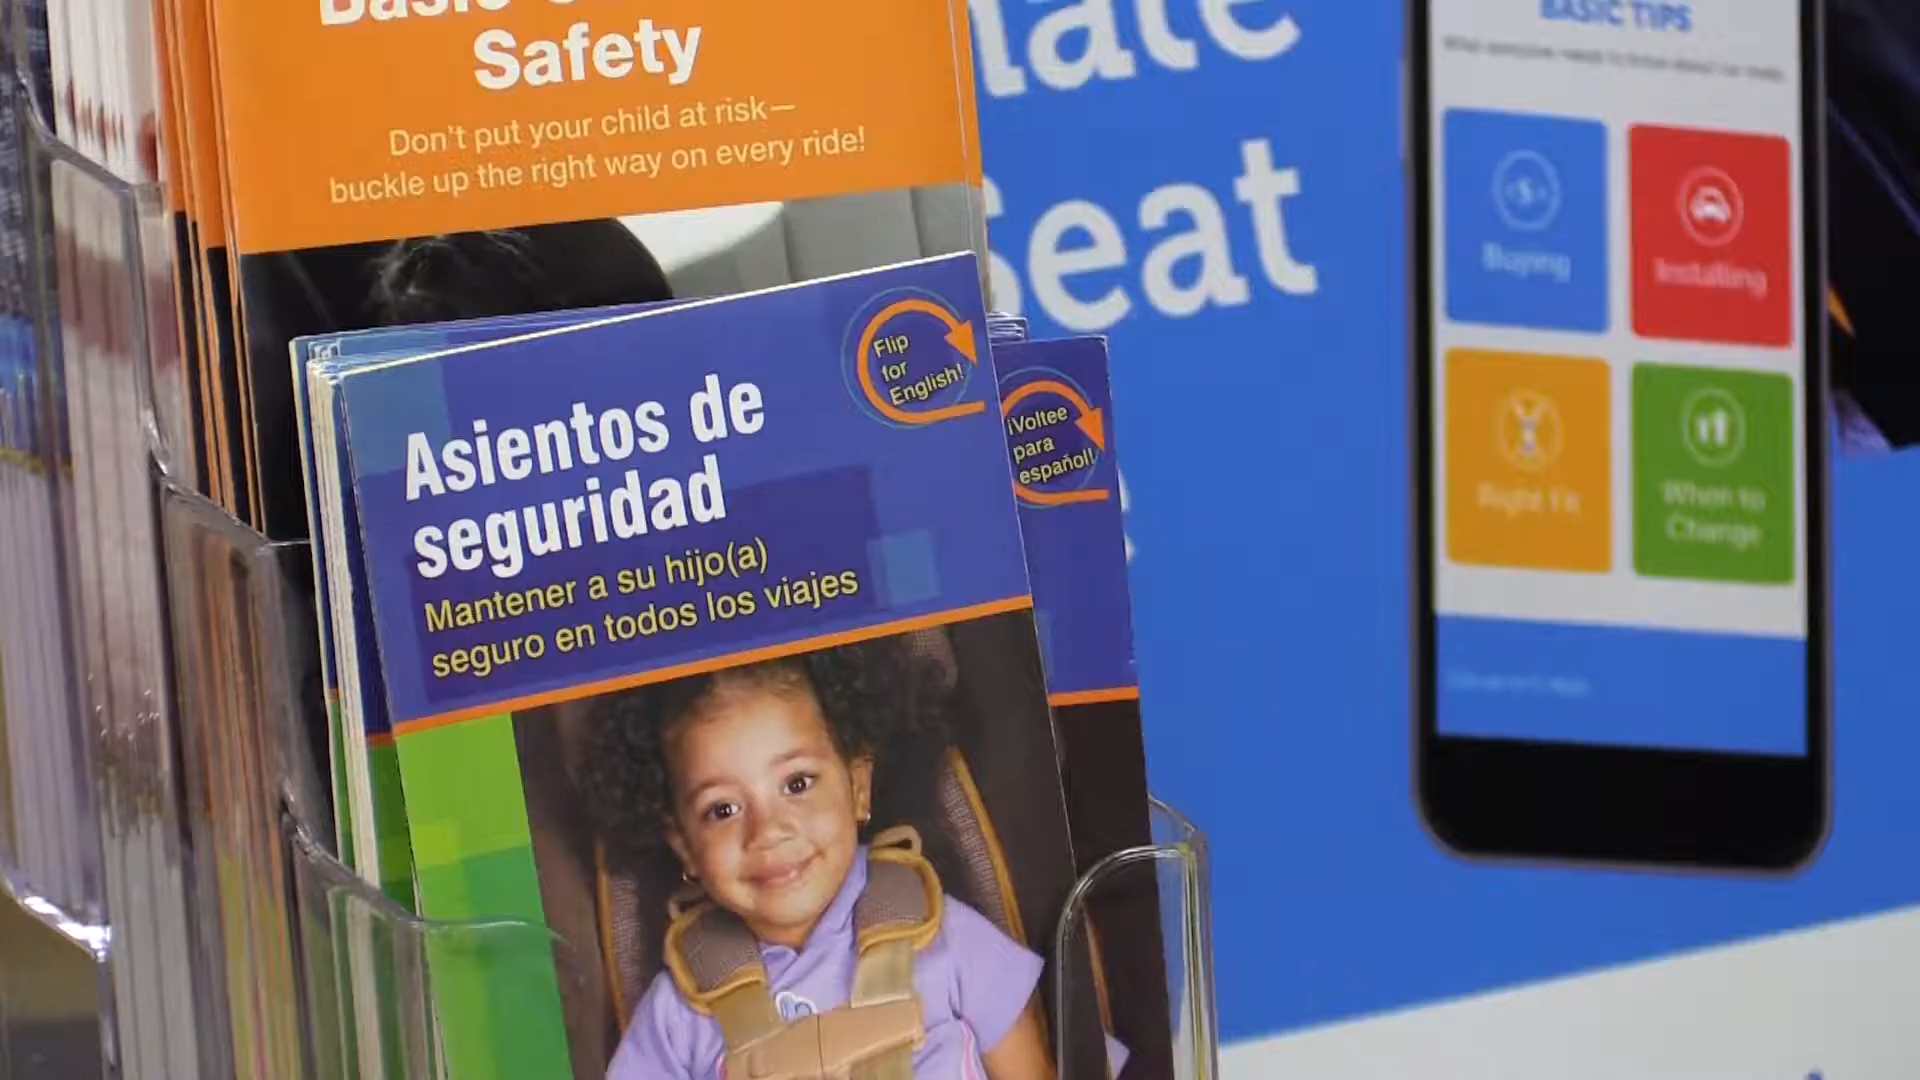 Safety
Don't put your child at risk—
buckle up the right way on every ride!
Flip
for
English!
Asientos de
seguridad
Mantener a su hijo(a)
seguro en todos los viajes
¡Voltee
para
español!
Seat
BASIC TIPS
Buying
Installing
Right Fit
When to
Change